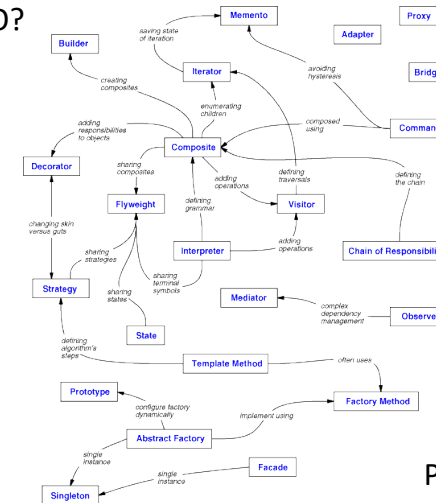 ?
Memento
Proxy
Builder
saving state
of iteration
Adapter
Iterator
avoiding
hysteresis
Bridg
creating
composites
enumerating
children
adding
responsibilities
to objects
composed
using
Comman
Composite
Decorator
sharing
composites
adding
operations
defining
traversals
defining
the chain
Flyweight
defining
grammar
Visitor
changing skin
versus guts
sharing
strategies
Interpreter
adding
operations
Chain of Responsibili
sharing
terminal
symbols
Strategy
sharing
states
Mediator
complex
dependency
management
Observe
State
defining
algorithm's
steps
Template Method
often uses
Prototype
configure factory
dynamically
implement using
Factory Method
Abstract Factory
single
instance
Facade
single
instance
Singleton
P